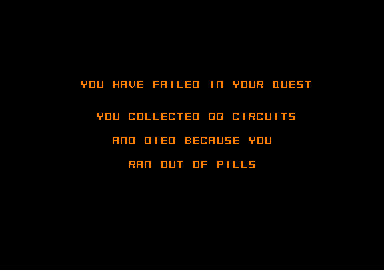 YOU HAVE FAILED IN YOUR QUEST
YOU COLLECTED 00 CIRCUITS
AND DIED BECAUSE YOU
RAN OUT OF PILLS